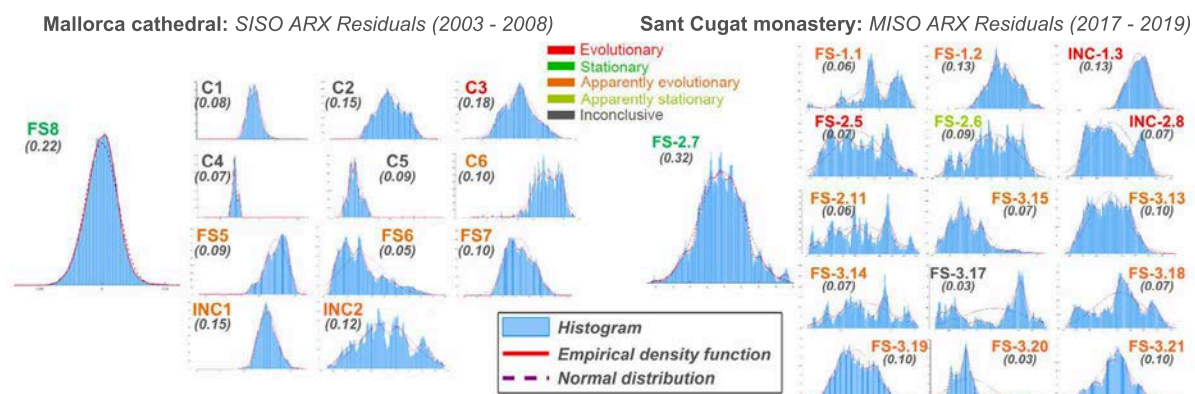 Mallorca cathedral: SISO ARX Residuals (2003 - 2008)
FS8
(0.22)
C1
(0.08)
C2
(0.15)
C3
(0.18)
C4
(0.07)
C5
(0.09)
C6
(0.10)
FS5
(0.09)
FS6
(0.05)
FS7
(0.10)
INC1
(0.15)
INC2
(0.12)
Evolutionary
Stationary
Apparently evolutionary
Apparently stationary
Inconclusive
Histogram
Empirical density function
Normal distribution
Sant Cugat monastery: MISO ARX Residuals (2017 - 2019)
FS-2.7
(0.32)
FS-1.1
(0.06)
FS-1.2
(0.13)
INC-1.3
(0.13)
FS-2.5
(0.07)
FS-2.6
(0.09)
INC-2.8
(0.07)
FS-2.11
(0.06)
FS-3.15
(0.07)
FS-3.13
(0.10)
FS-3.14
(0.07)
FS-3.17
(0.03)
FS-3.18
(0.07)
FS-3.19
(0.10)
FS-3.20
(0.03)
FS-3.21
(0.10)